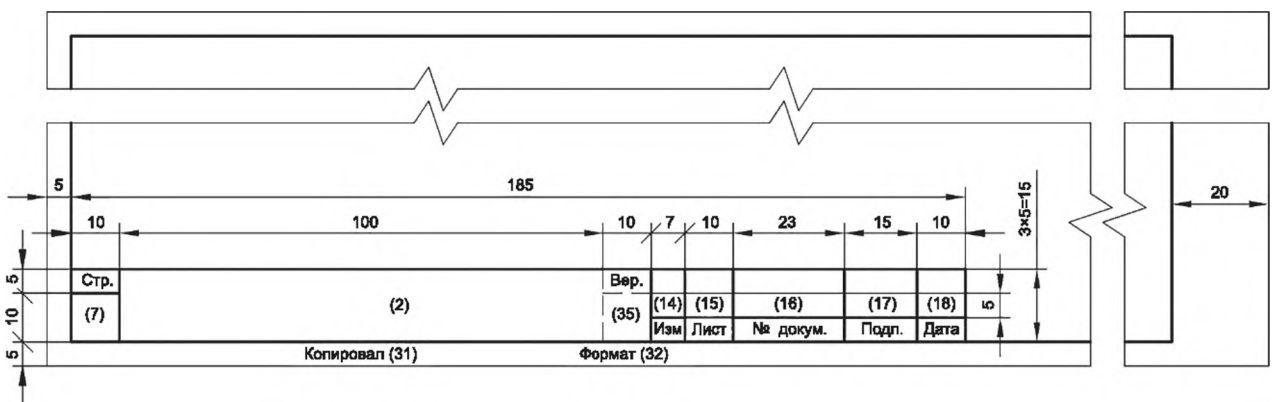 5 185 3×5=15 20
10 100 10 7 10 23 15 10
5 Стр. Вер.
10 (7) (2) (35) (14) (15) (16) (17) (18) 5
Изм Лист № докум. Подп. Дата
5 Копировал (31) Формат (32)